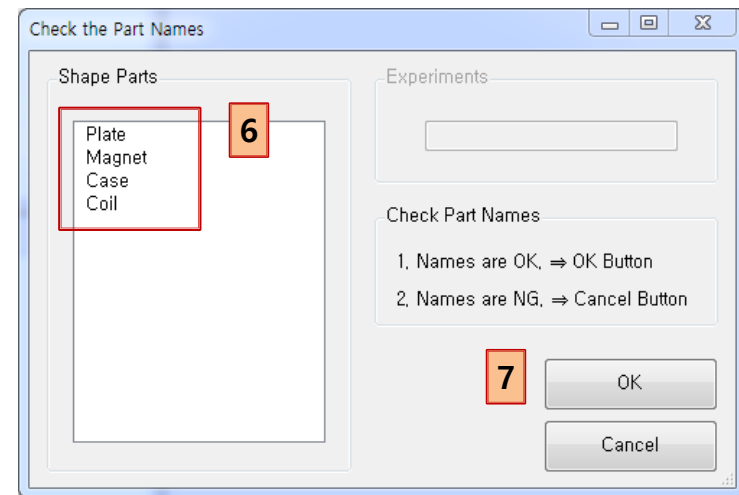 Check the Part Names
Shape Parts
Plate
Magnet
Case
Coil
6
Experiments
Check Part Names
1, Names are OK, ⇒ OK Button
2, Names are NG, ⇒ Cancel Button
7
OK
Cancel